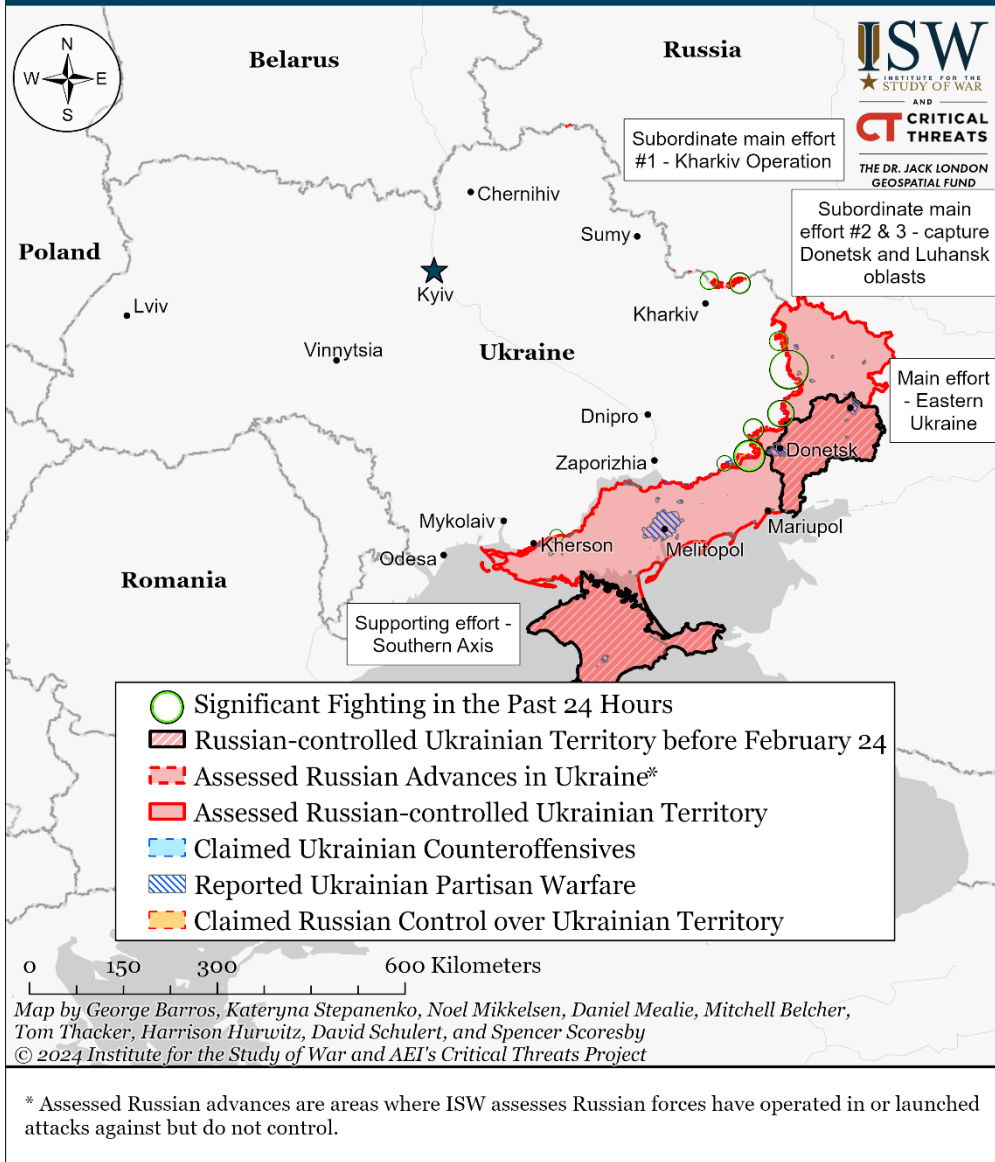 N
W
E
S
Belarus
Russia
ISW
INSTITUTE FOR THE
STUDY OF WAR
AND
CT CRITICAL
THREATS
THE DR. JACK LONDON
GEOSPATIAL FUND
Subordinate main effort
#1 - Kharkiv Operation
Subordinate main
effort #2 & 3 - capture
Donetsk and Luhansk
oblasts
Chernihiv
Sumy
Poland
Kyiv
Lviv
Kharkiv
Vinnytsia
Ukraine
Main effort
- Eastern
Ukraine
Dnipro
Donetsk
Zaporizhia
Mykolaiv
Mariupol
Kherson
Melitopol
Odesa
Romania
Supporting effort -
Southern Axis
Significant Fighting in the Past 24 Hours
Russian-controlled Ukrainian Territory before February 24
Assessed Russian Advances in Ukraine*
Assessed Russian-controlled Ukrainian Territory
Claimed Ukrainian Counteroffensives
Reported Ukrainian Partisan Warfare
Claimed Russian Control over Ukrainian Territory
0 150 300 600 Kilometers
Map by George Barros, Kateryna Stepanenko, Noel Mikkelsen, Daniel Mealie, Mitchell Belcher,
Tom Thacker, Harrison Hurwitz, David Schulert, and Spencer Scoresby
© 2024 Institute for the Study of War and AEI's Critical Threats Project
* Assessed Russian advances are areas where ISW assesses Russian forces have operated in or launched
attacks against but do not control.